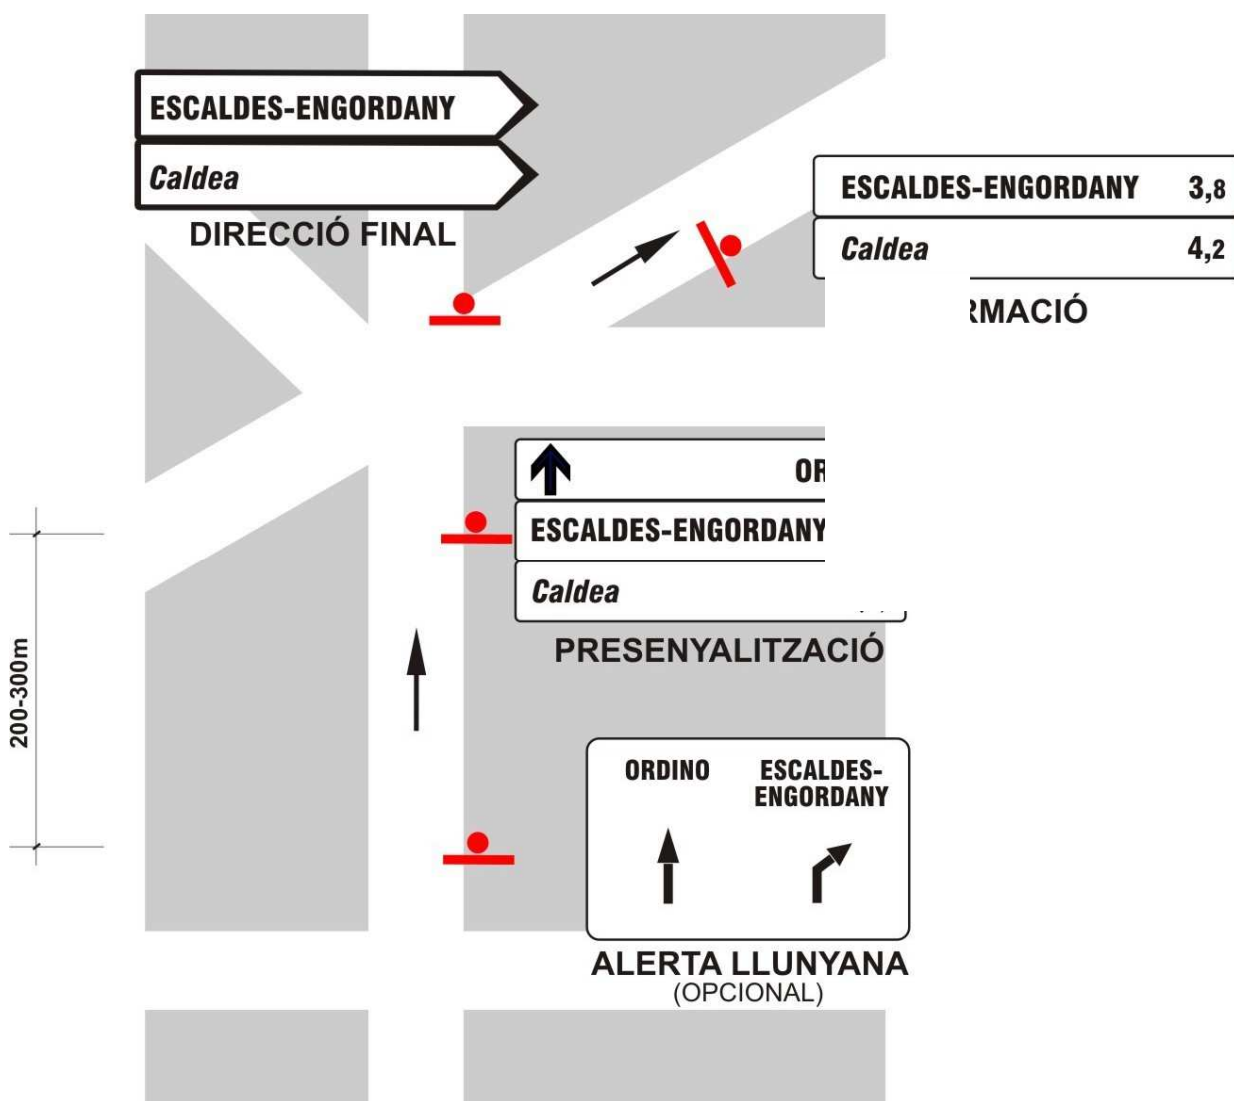 ESCALDES-ENGORDANY
Caldea
DIRECCIÓ FINAL
ESCALDES-ENGORDANY 3,8
Caldea 4,2
ESCALDES-ENGORDANY
Caldea
PRESENYALITZACIÓ
200-300m
ORDINO
ESCALDES-
ENGORDANY
ALERTA LLUNYANA
(OPCIONAL)